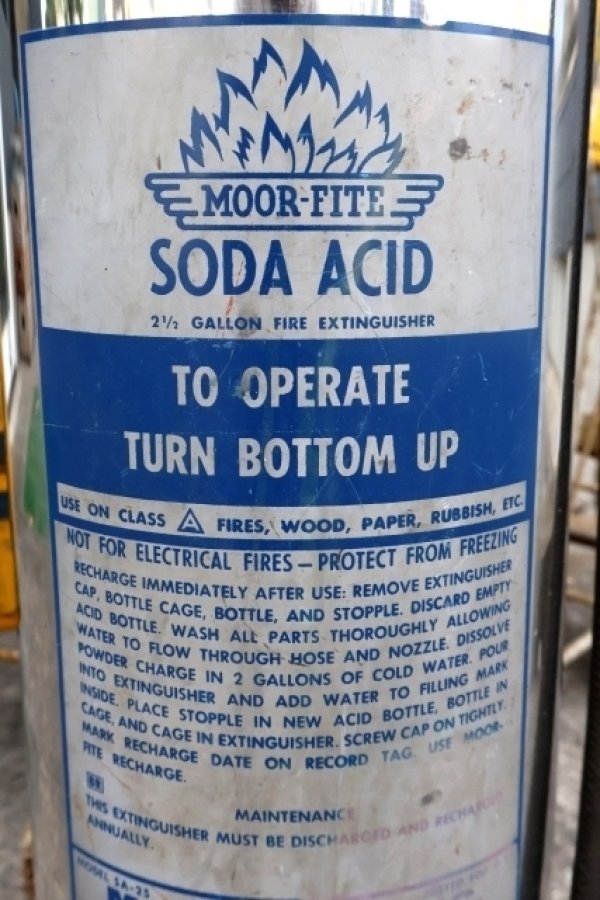 MOOR-FITE
SODA ACID
2½ GALLON FIRE EXTINGUISHER
TO OPERATE
TURN BOTTOM UP
USE ON CLASS A FIRES, WOOD, PAPER, RUBBISH, ETC.
NOT FOR ELECTRICAL FIRES – PROTECT FROM FREEZING
RECHARGE IMMEDIATELY AFTER USE: REMOVE EXTINGUISHER
CAP, BOTTLE CAGE, BOTTLE, AND STOPPLE. DISCARD EMPTY
ACID BOTTLE. WASH ALL PARTS THOROUGHLY ALLOWING
WATER TO FLOW THROUGH HOSE AND NOZZLE. DISSOLVE
POWDER CHARGE IN 2 GALLONS OF COLD WATER. POUR
INTO EXTINGUISHER AND ADD WATER TO FILLING MARK
INSIDE. PLACE STOPPLE IN NEW ACID BOTTLE, BOTTLE IN
CAGE, AND CAGE IN EXTINGUISHER. SCREW CAP ON TIGHTLY.
MARK RECHARGE DATE ON RECORD TAG. USE MOOR-
FITE RECHARGE.
MAINTENANCE
THIS EXTINGUISHER MUST BE DISCHARGED AND RECHARGED
ANNUALLY.
MODEL SA-25